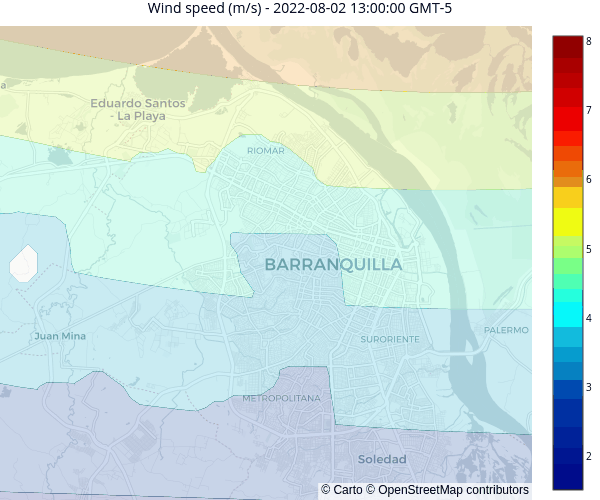 Wind speed (m/s) - 2022-08-02 13:00:00 GMT-5
8
a
Eduardo Santos
- La Playa
7
RIOMAR
6
5
BARRANQUILLA
4
Juan Mina
SURORIENTE
PALERMO
3
METROPOLITANA
Soledad
2
© Carto © OpenStreetMap contributors